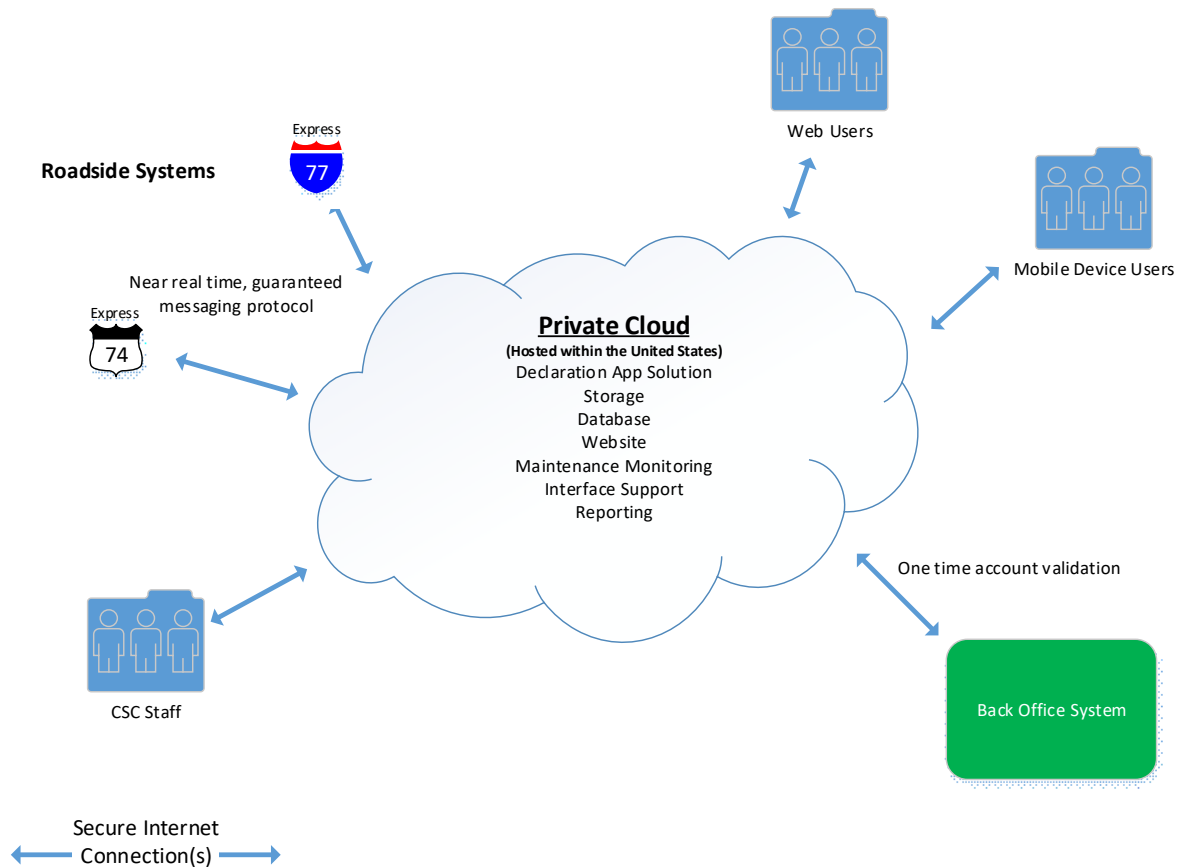 Web Users
Express
77
Roadside Systems
Mobile Device Users
Near real time, guaranteed
messaging protocol
Express
74
Private Cloud
(Hosted within the United States)
Declaration App Solution
Storage
Database
Website
Maintenance Monitoring
Interface Support
Reporting
One time account validation
CSC Staff
Back Office System
Secure Internet
Connection(s)